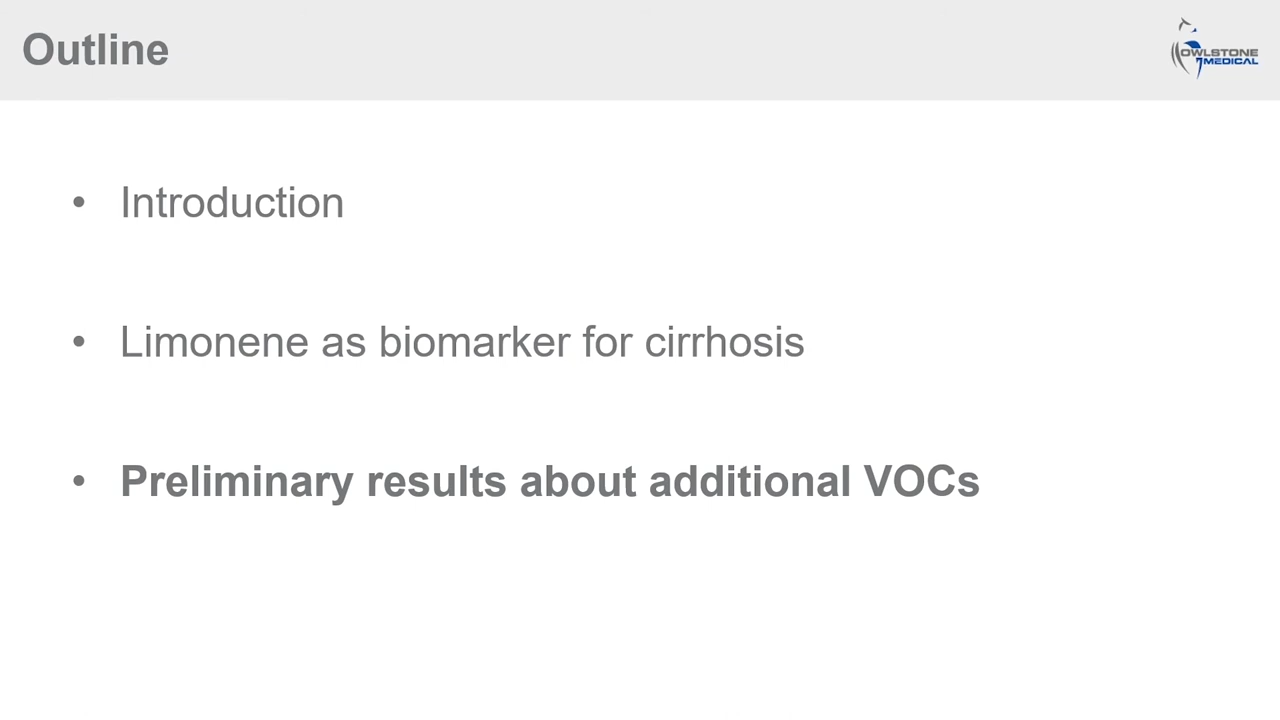 Outline
OWLSTONE
MEDICAL
• Introduction
• Limonene as biomarker for cirrhosis
• Preliminary results about additional VOCs